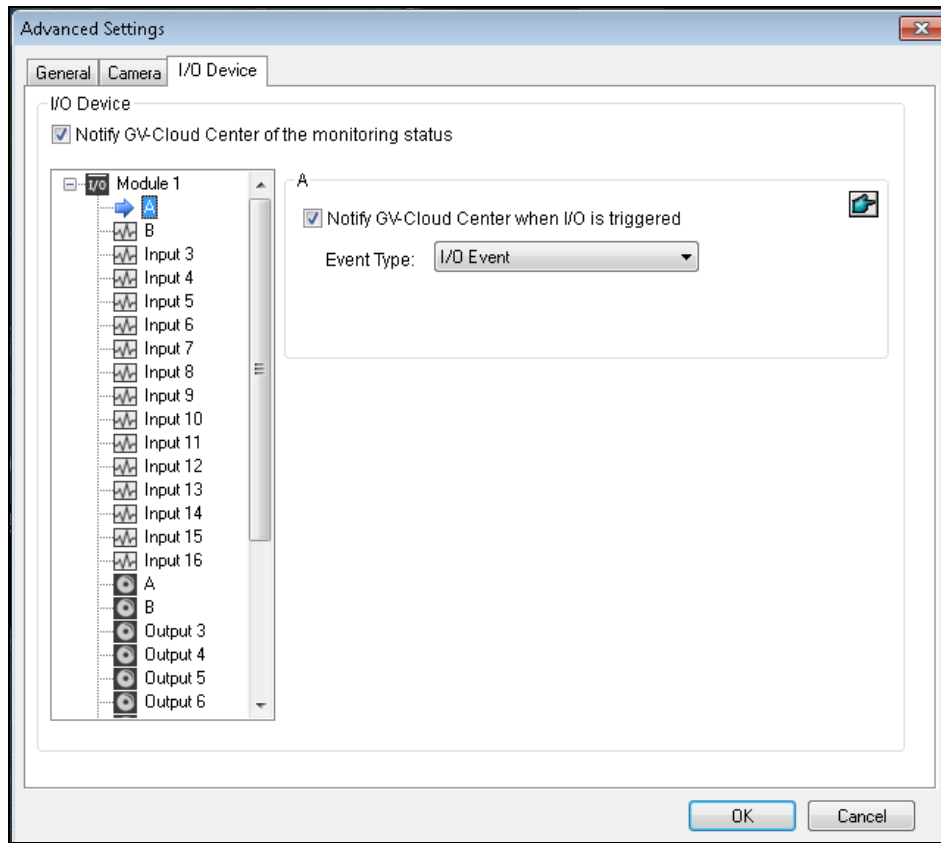 Advanced Settings
General Camera I/O Device
I/O Device
Notify GV-Cloud Center of the monitoring status
I/O Module 1
A
B
Input 3
Input 4
Input 5
Input 6
Input 7
Input 8
Input 9
Input 10
Input 11
Input 12
Input 13
Input 14
Input 15
Input 16
A
B
Output 3
Output 4
Output 5
Output 6
A
Notify GV-Cloud Center when I/O is triggered
Event Type: I/O Event
OK Cancel